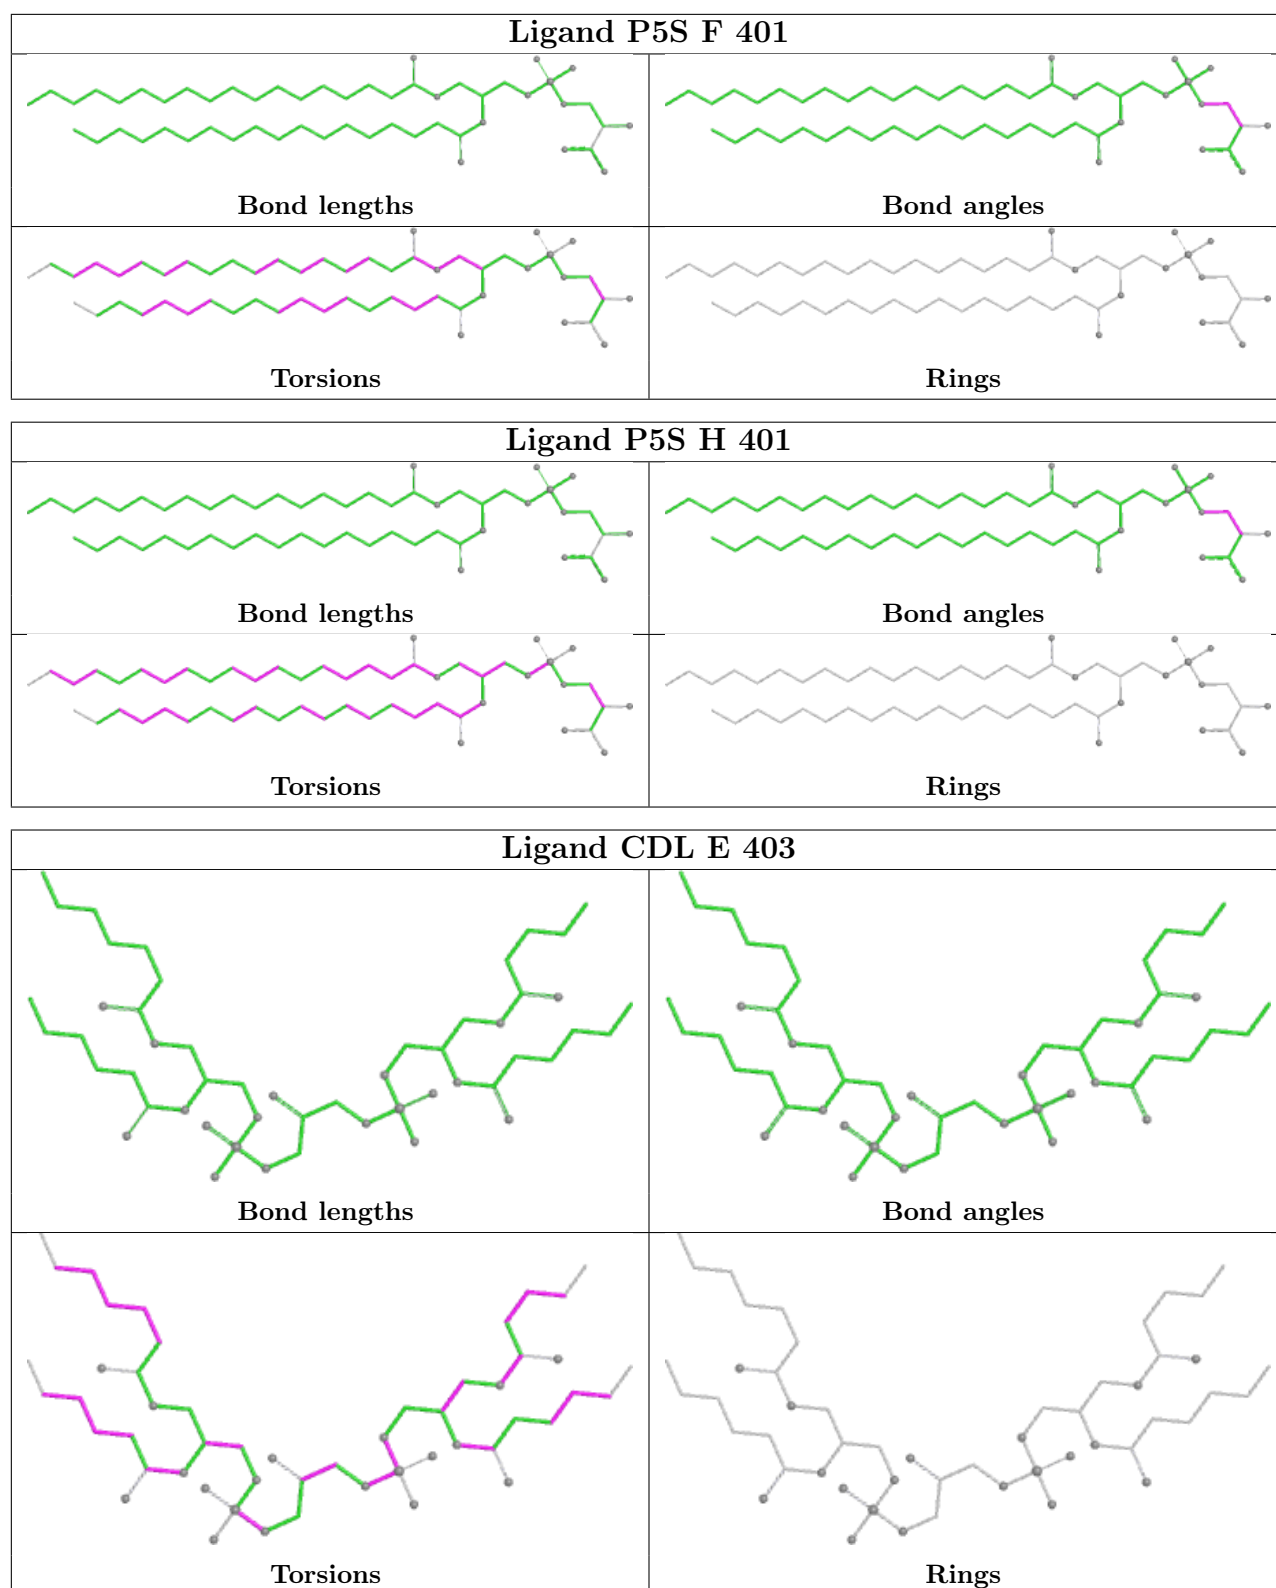 Ligand P5S F 401
Bond lengths
Bond angles
Torsions
Rings
Ligand P5S H 401
Bond lengths
Bond angles
Torsions
Rings
Ligand CDL E 403
Bond lengths
Bond angles
Torsions
Rings